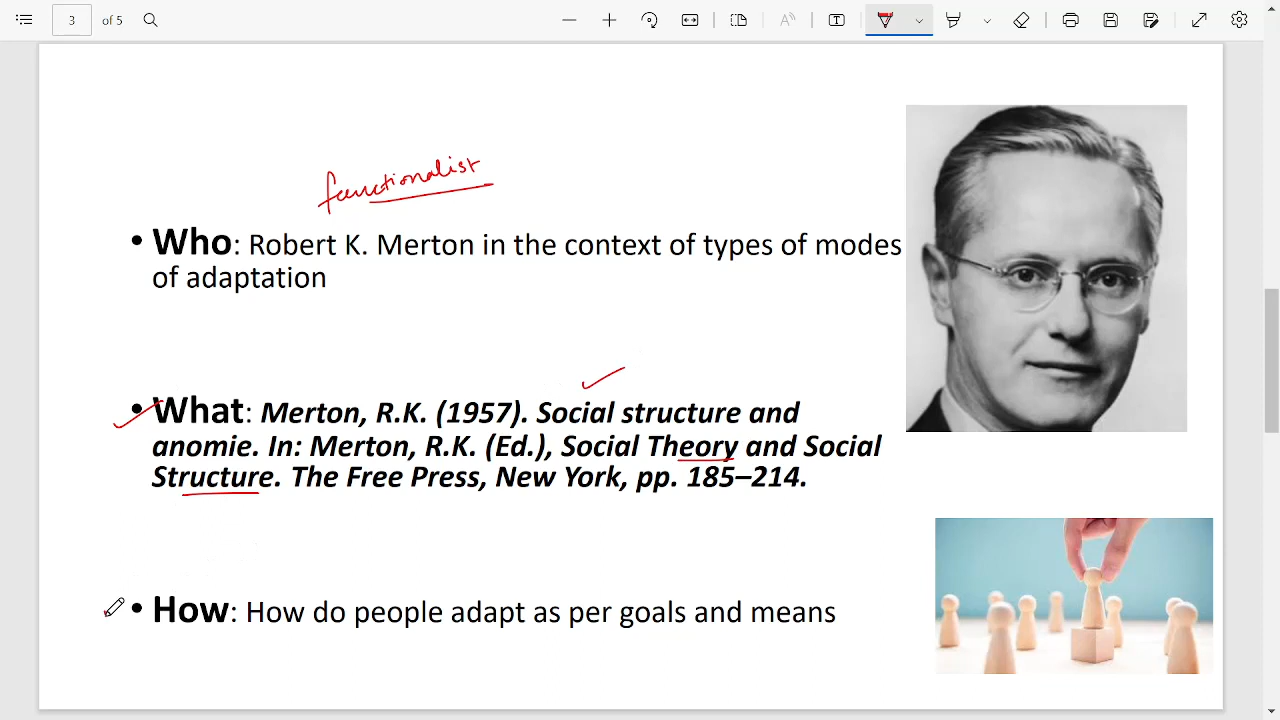 3 of 5
functionalist
• Who: Robert K. Merton in the context of types of modes
of adaptation
• What: Merton, R.K. (1957). Social structure and
anomie. In: Merton, R.K. (Ed.), Social Theory and Social
Structure. The Free Press, New York, pp. 185–214.
• How: How do people adapt as per goals and means